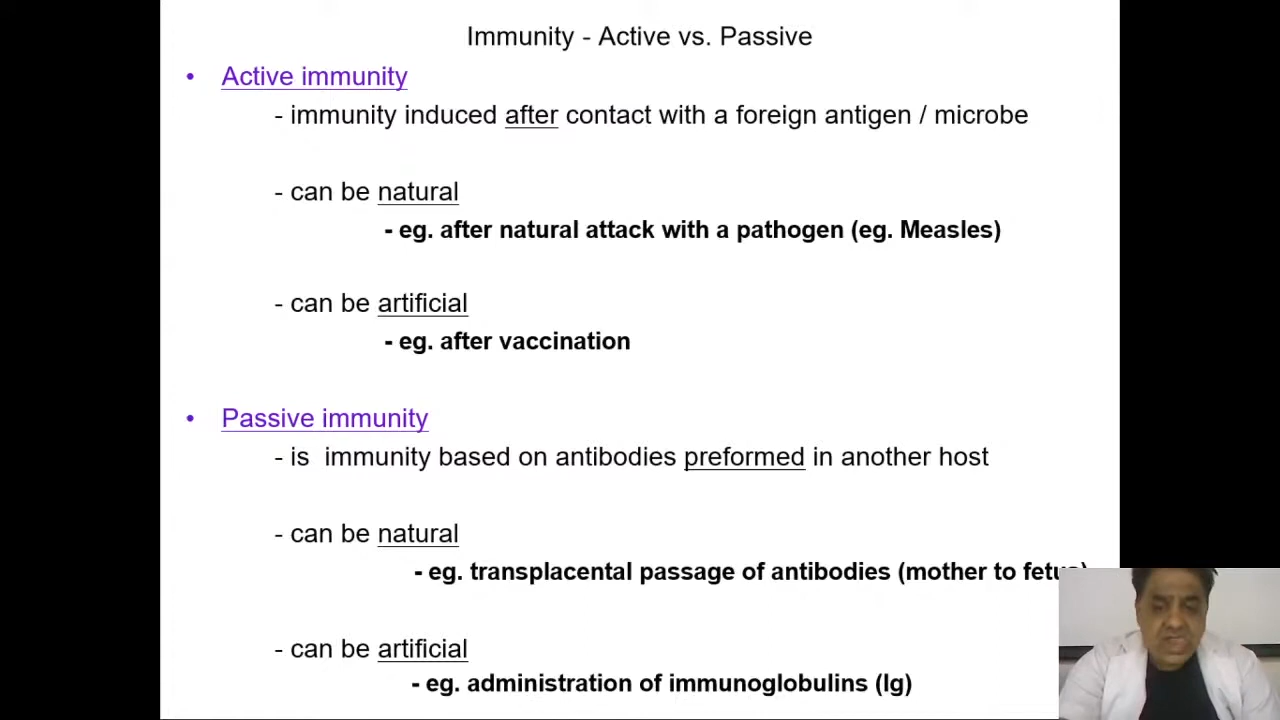 Immunity - Active vs. Passive
• Active immunity
- immunity induced after contact with a foreign antigen / microbe
- can be natural
- eg. after natural attack with a pathogen (eg. Measles)
- can be artificial
- eg. after vaccination
• Passive immunity
- is immunity based on antibodies preformed in another host
- can be natural
- eg. transplacental passage of antibodies (mother to fetus)
- can be artificial
- eg. administration of immunoglobulins (Ig)